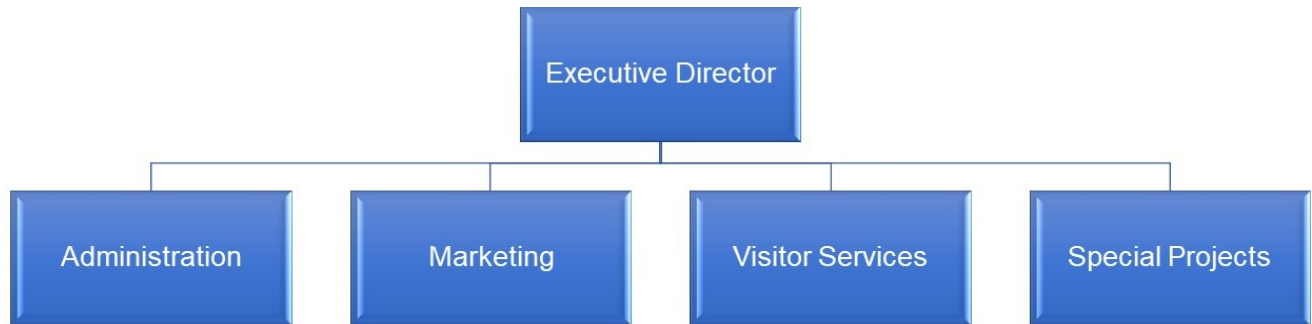 Executive Director
Administration
Marketing
Visitor Services
Special Projects